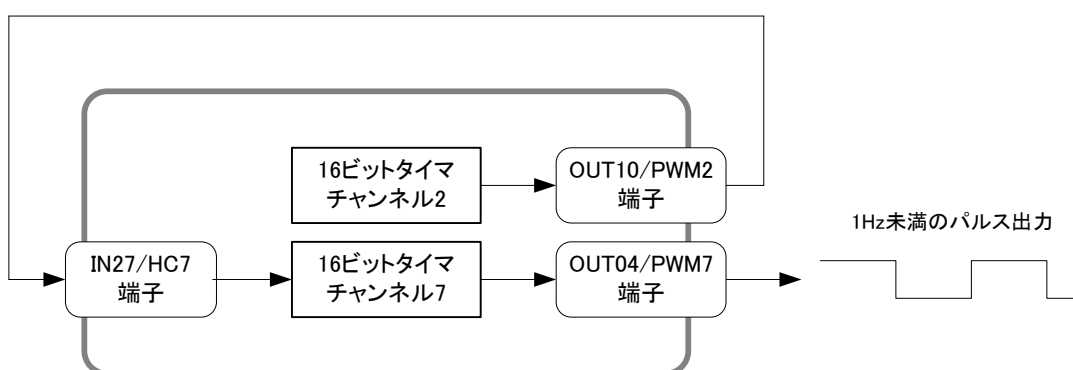 16ビットタイマ
チャンネル2
OUT10/PWM2
端子
1Hz未満のパルス出力
IN27/HC7
端子
16ビットタイマ
チャンネル7
OUT04/PWM7
端子